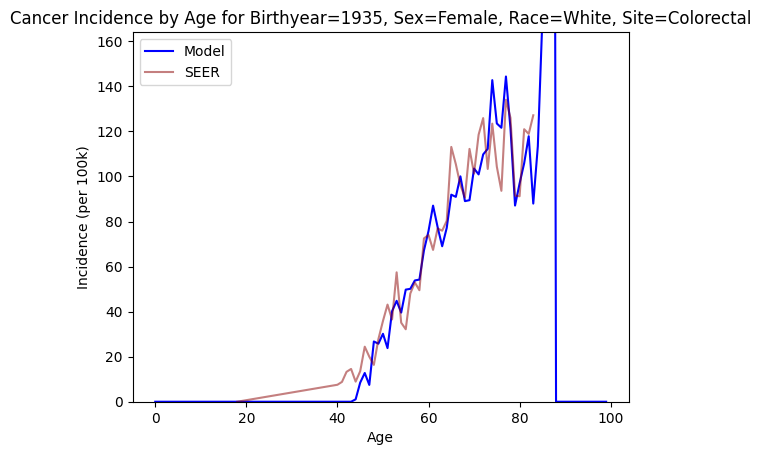 Cancer Incidence by Age for Birthyear=1935, Sex=Female, Race=White, Site=Colorectal
Model
SEER
160
140
120
100
80
60
40
20
0
Incidence (per 100k)
0 20 40 60 80 100
Age